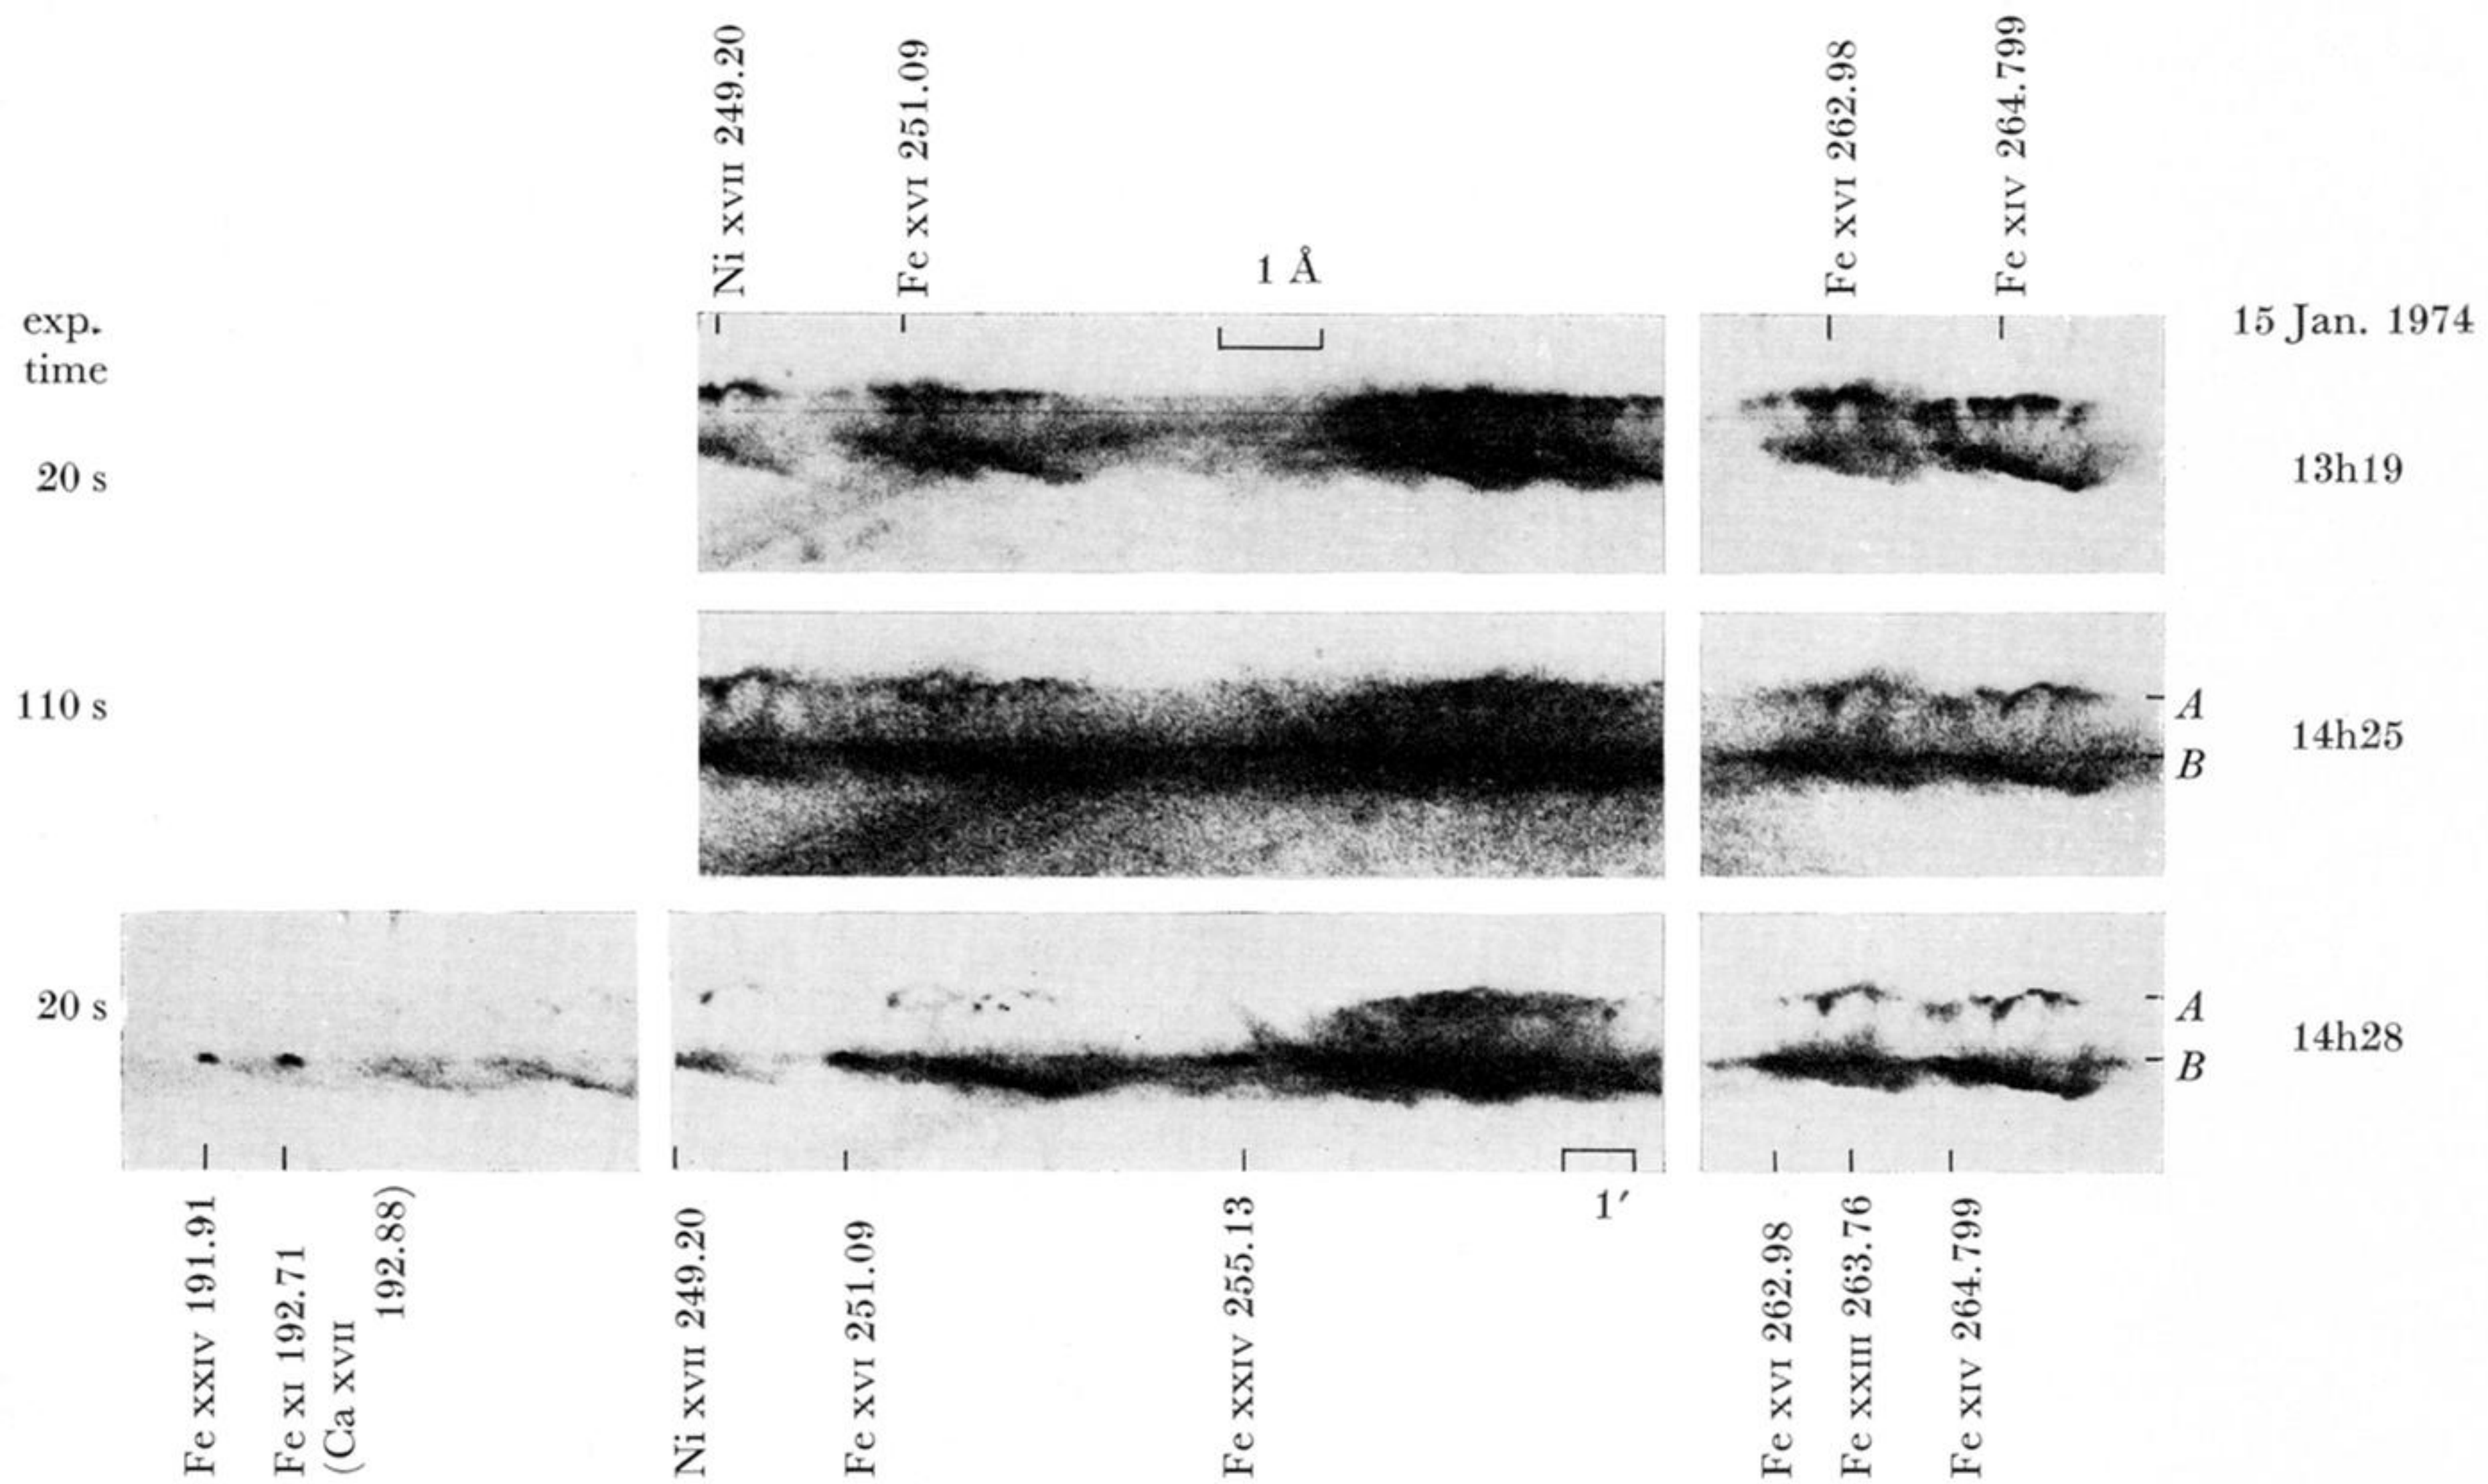 Ni XVII 249.20
Fe XVI 251.09
1 Å
Fe XVI 262.98
Fe XIV 264.799
exp.
time
15 Jan. 1974
20 s
13h19
110 s
A
B
14h25
20 s
A
B
14h28
1′
Fe XXIV 191.91
Fe XI 192.71
(Ca XVII
192.88)
Ni XVII 249.20
Fe XVI 251.09
Fe XXIV 255.13
Fe XVI 262.98
Fe XXIII 263.76
Fe XIV 264.799